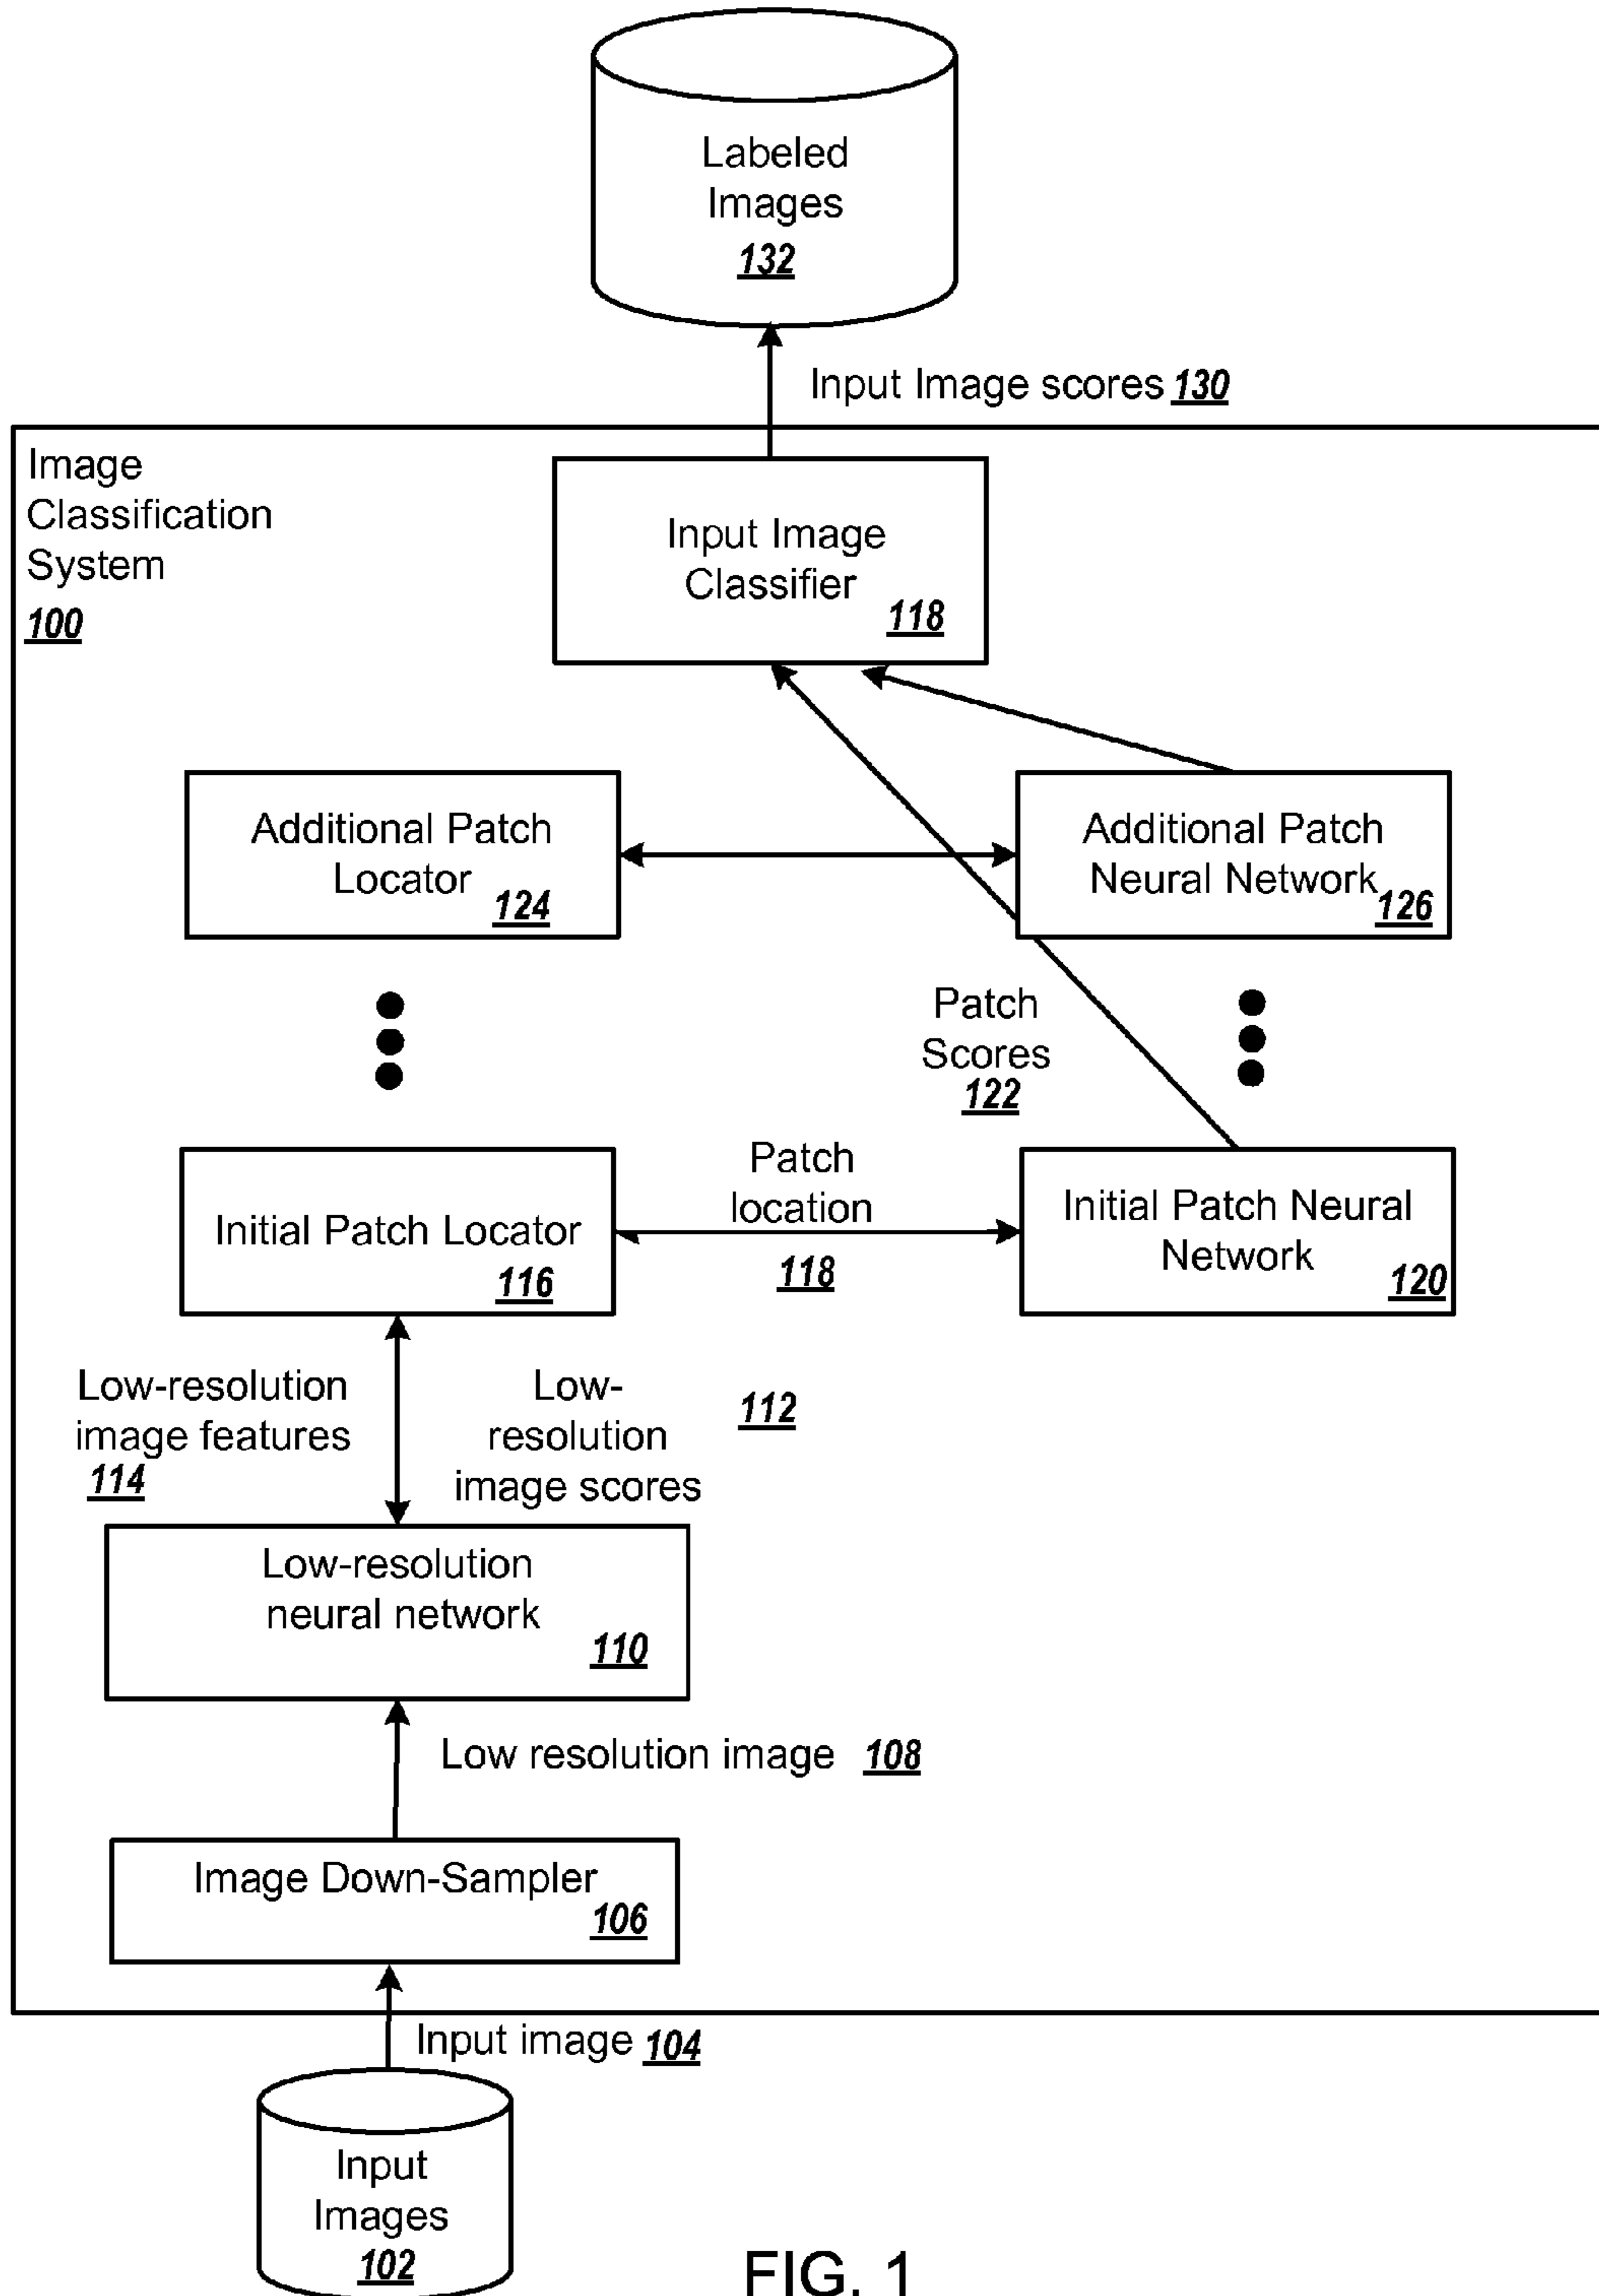 Labeled
Images
132
Input Image scores 130
Image
Classification
System
100
Input Image
Classifier
118
Additional Patch
Locator
124
Additional Patch
Neural Network
126
Patch
Scores
122
Initial Patch Locator
116
Patch
location
118
Initial Patch Neural
Network
120
Low-resolution
image features
114
Low-
resolution
image scores
112
Low-resolution
neural network
110
Low resolution image 108
Image Down-Sampler
106
Input image 104
Input
Images
102
FIG. 1